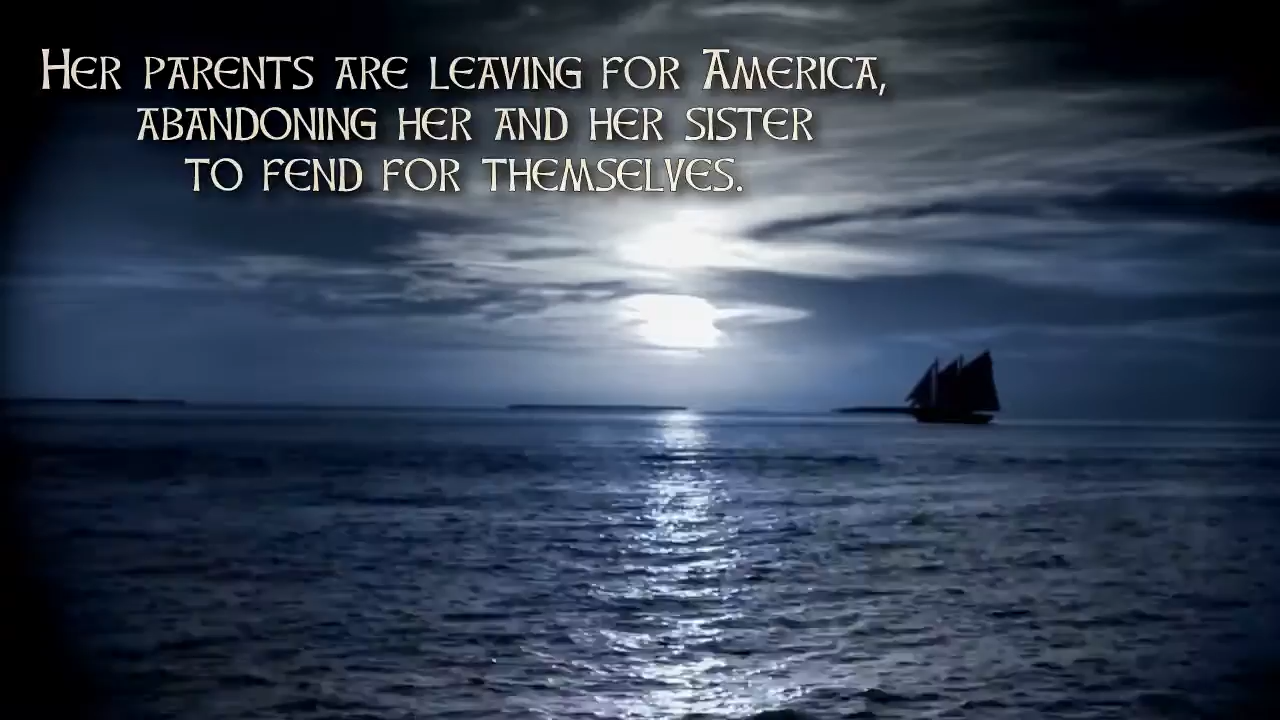 Her parents are leaving for America,
abandoning her and her sister
to fend for themselves.